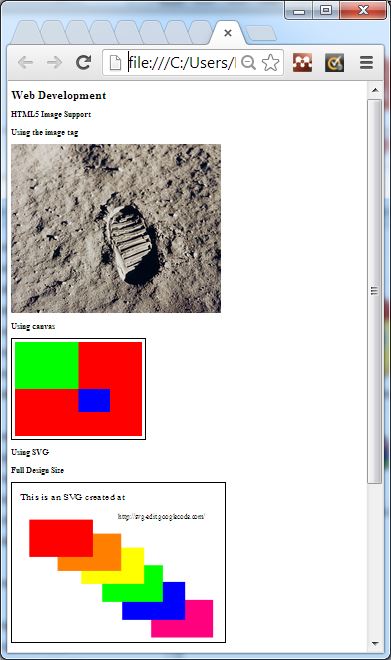 file:///C:/Users/
Web Development
HTML5 Image Support
Using the image tag
Using canvas
Using SVG
Full Design Size
This is an SVG created at
http://svg-edit.googlecode.com/